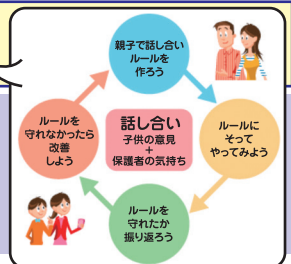 親子で話し合い
ルールを
作ろう
ルールに
そって
やってみよう
ルールを
守れたか
振り返ろう
ルールを
守れなかったら
改善
しよう
話し合い
子供の意見
+
保護者の気持ち